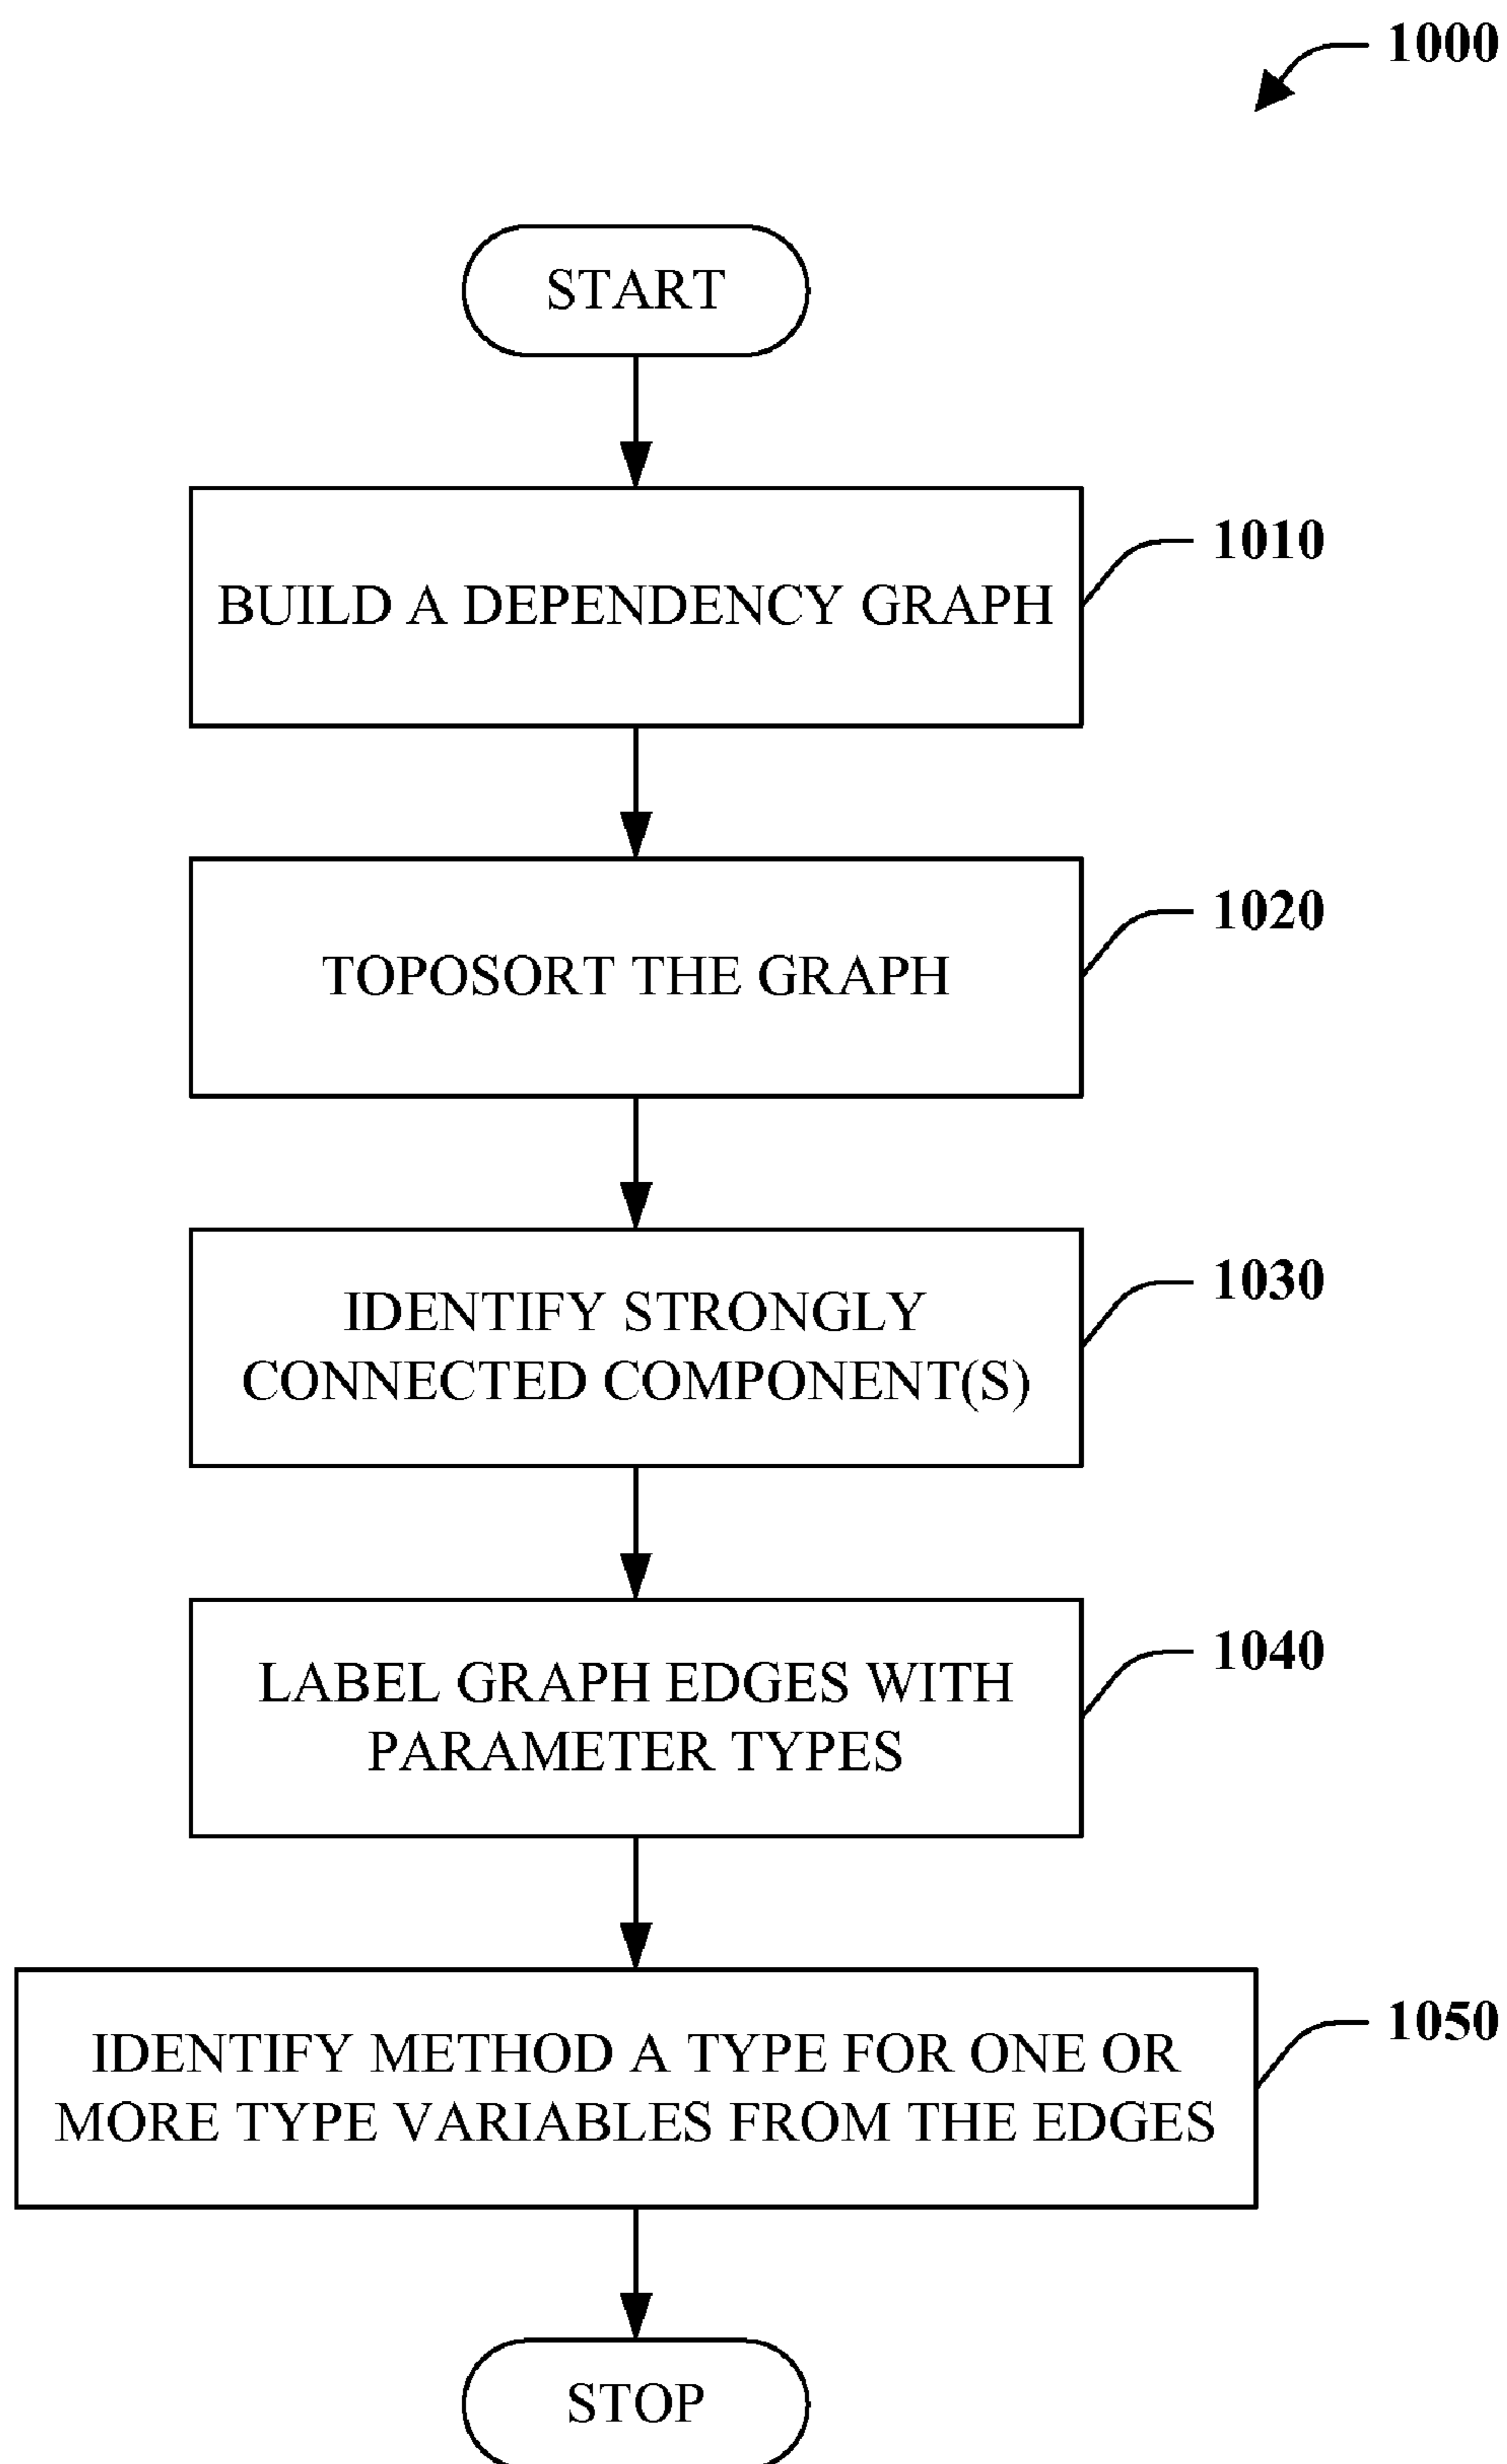 1000
START
BUILD A DEPENDENCY GRAPH
1010
TOPOSORT THE GRAPH
1020
IDENTIFY STRONGLY
CONNECTED COMPONENT(S)
1030
LABEL GRAPH EDGES WITH
PARAMETER TYPES
1040
IDENTIFY METHOD A TYPE FOR ONE OR
MORE TYPE VARIABLES FROM THE EDGES
1050
STOP